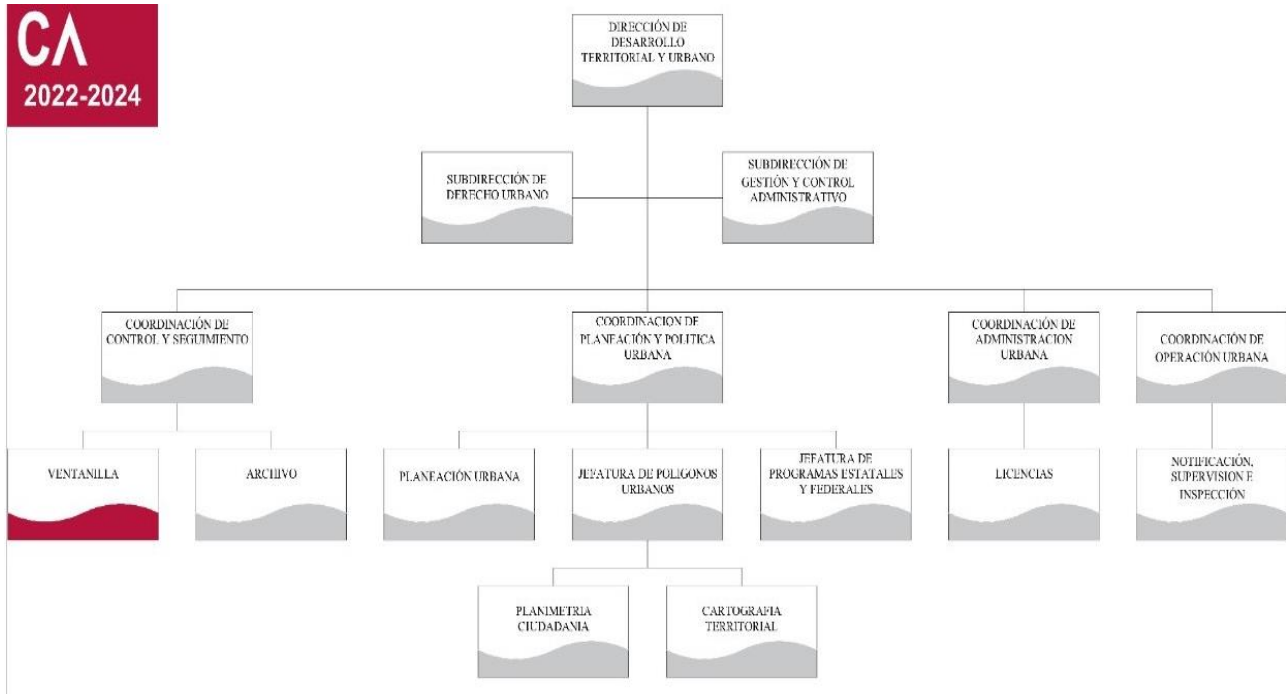 CΛ
2022-2024
DIRECCIÓN DE
DESARROLLO
TERRITORIAL Y URBANO
SUBDIRECCIÓN DE
DERECHO URBANO
SUBDIRECCIÓN DE
GESTIÓN Y CONTROL
ADMINISTRATIVO
COORDINACIÓN DE
CONTROL Y SEGUIMIENTO
COORDINACION DE
PLANEACIÓN Y POLITICA
URBANA
COORDINACIÓN DE
ADMINISTRACION
URBANA
COORDINACIÓN DE
OPERACIÓN URBANA
VENTANILLA
ARCHIVO
PLANEACIÓN URBANA
JEFATURA DE POLÍGONOS
URBANOS
JEFATURA DE
PROGRAMAS ESTATALES
Y FEDERALES
LICENCIAS
NOTIFICACIÓN,
SUPERVISION E
INSPECCIÓN
PLANIMETRIA
CIUDADANIA
CARTOGRAFIA
TERRITORIAL